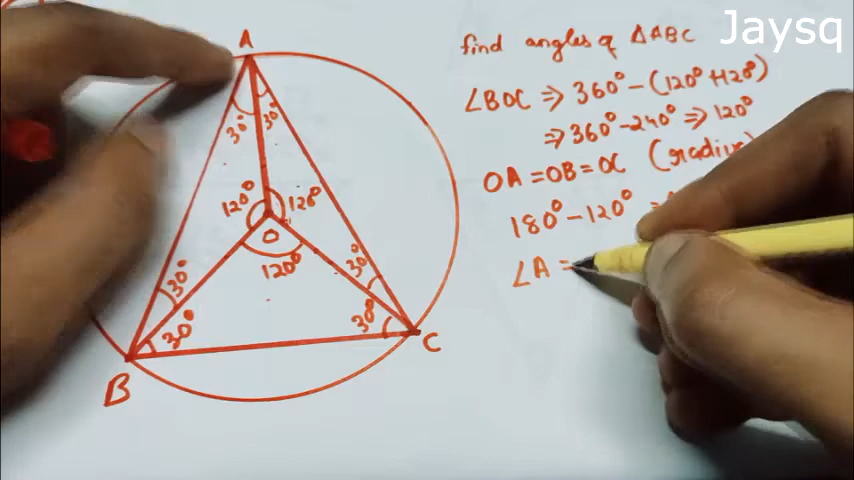 Jaysq
find angles of ΔABC
∠BOC ⇒ 360° - (120° + 120°)
⇒ 360° - 240° ⇒ 120°
OA = OB = OC (radius
180° - 120° =
∠A =
A
30° 30°
120° 120°
O
120°
30° 30°
30° 30°
B
C